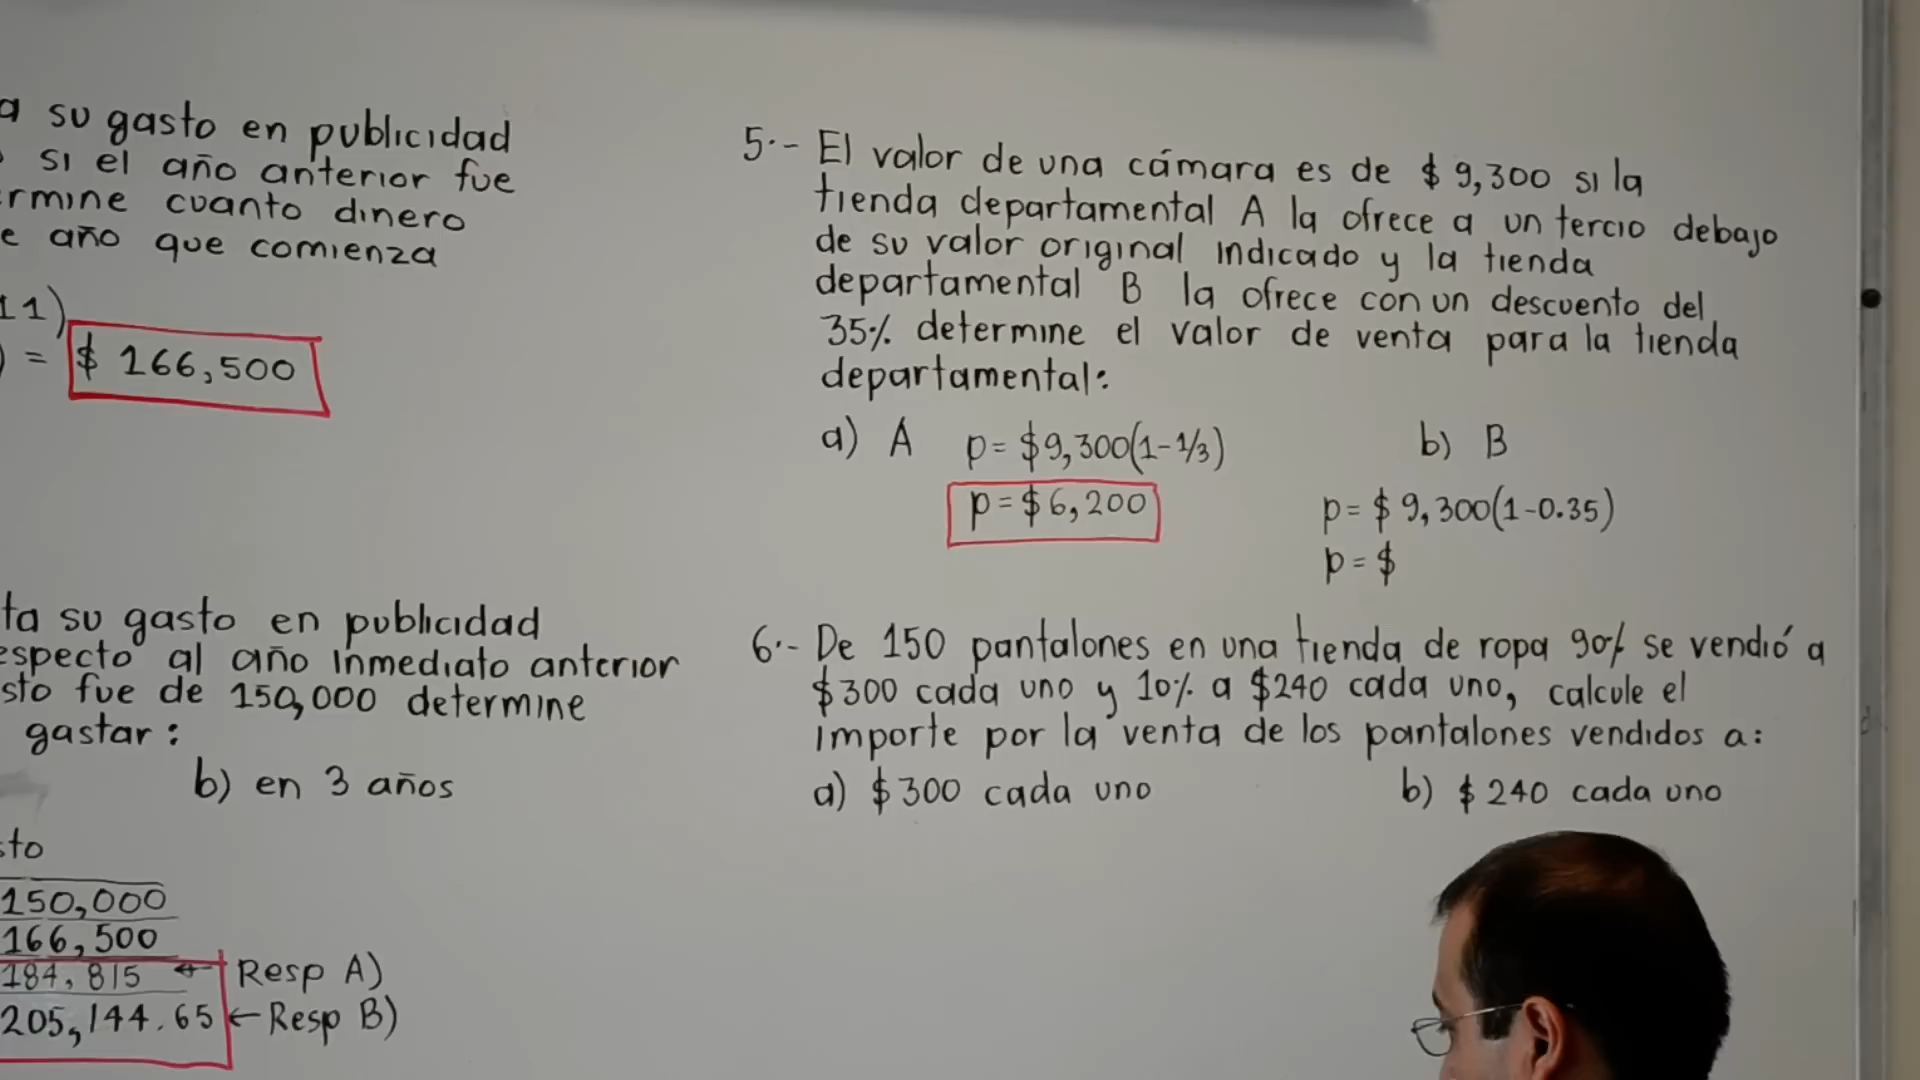 a su gasto en publicidad
si el año anterior fue
rmine cuanto dinero
e año que comienza
11)
) = $ 166,500
ta su gasto en publicidad
especto al año inmediato anterior
sto fue de 150,000 determine
gastar:
b) en 3 años
sto
150,000
166,500
184,815 ← Resp A)
205,144.65 ← Resp B)
5.- El valor de una cámara es de $ 9,300 si la
tienda departamental A la ofrece a un tercio debajo
de su valor original indicado y la tienda
departamental B la ofrece con un descuento del
35% determine el valor de venta para la tienda
departamental:
a) A p= $9,300(1-1/3)
p= $6,200
b) B
p= $ 9,300(1-0.35)
p= $
6.- De 150 pantalones en una tienda de ropa 90% se vendió a
$300 cada uno y 10% a $240 cada uno, calcule el
importe por la venta de los pantalones vendidos a:
a) $300 cada uno b) $ 240 cada uno